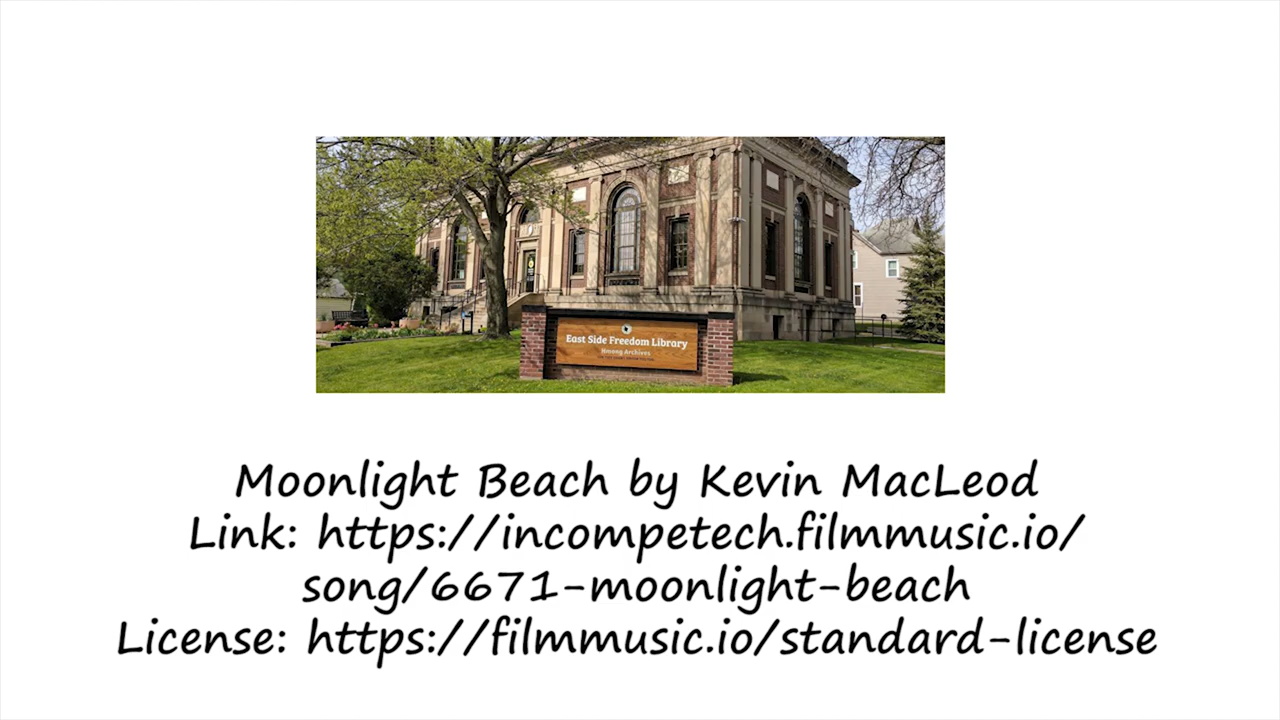 East Side Freedom Library
Hmong Archives
Moonlight Beach by Kevin MacLeod
Link: https://incompetech.filmmusic.io/
song/6671-moonlight-beach
License: https://filmmusic.io/standard-license